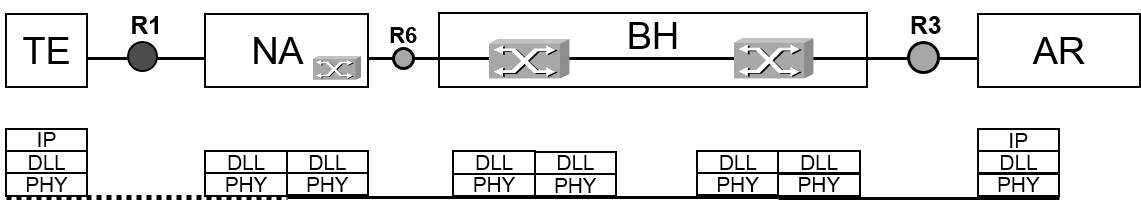 R1 R6 R3
TE NA BH AR
IP IP
DLL DLL DLL DLL DLL DLL DLL DLL
PHY PHY PHY PHY PHY PHY PHY PHY